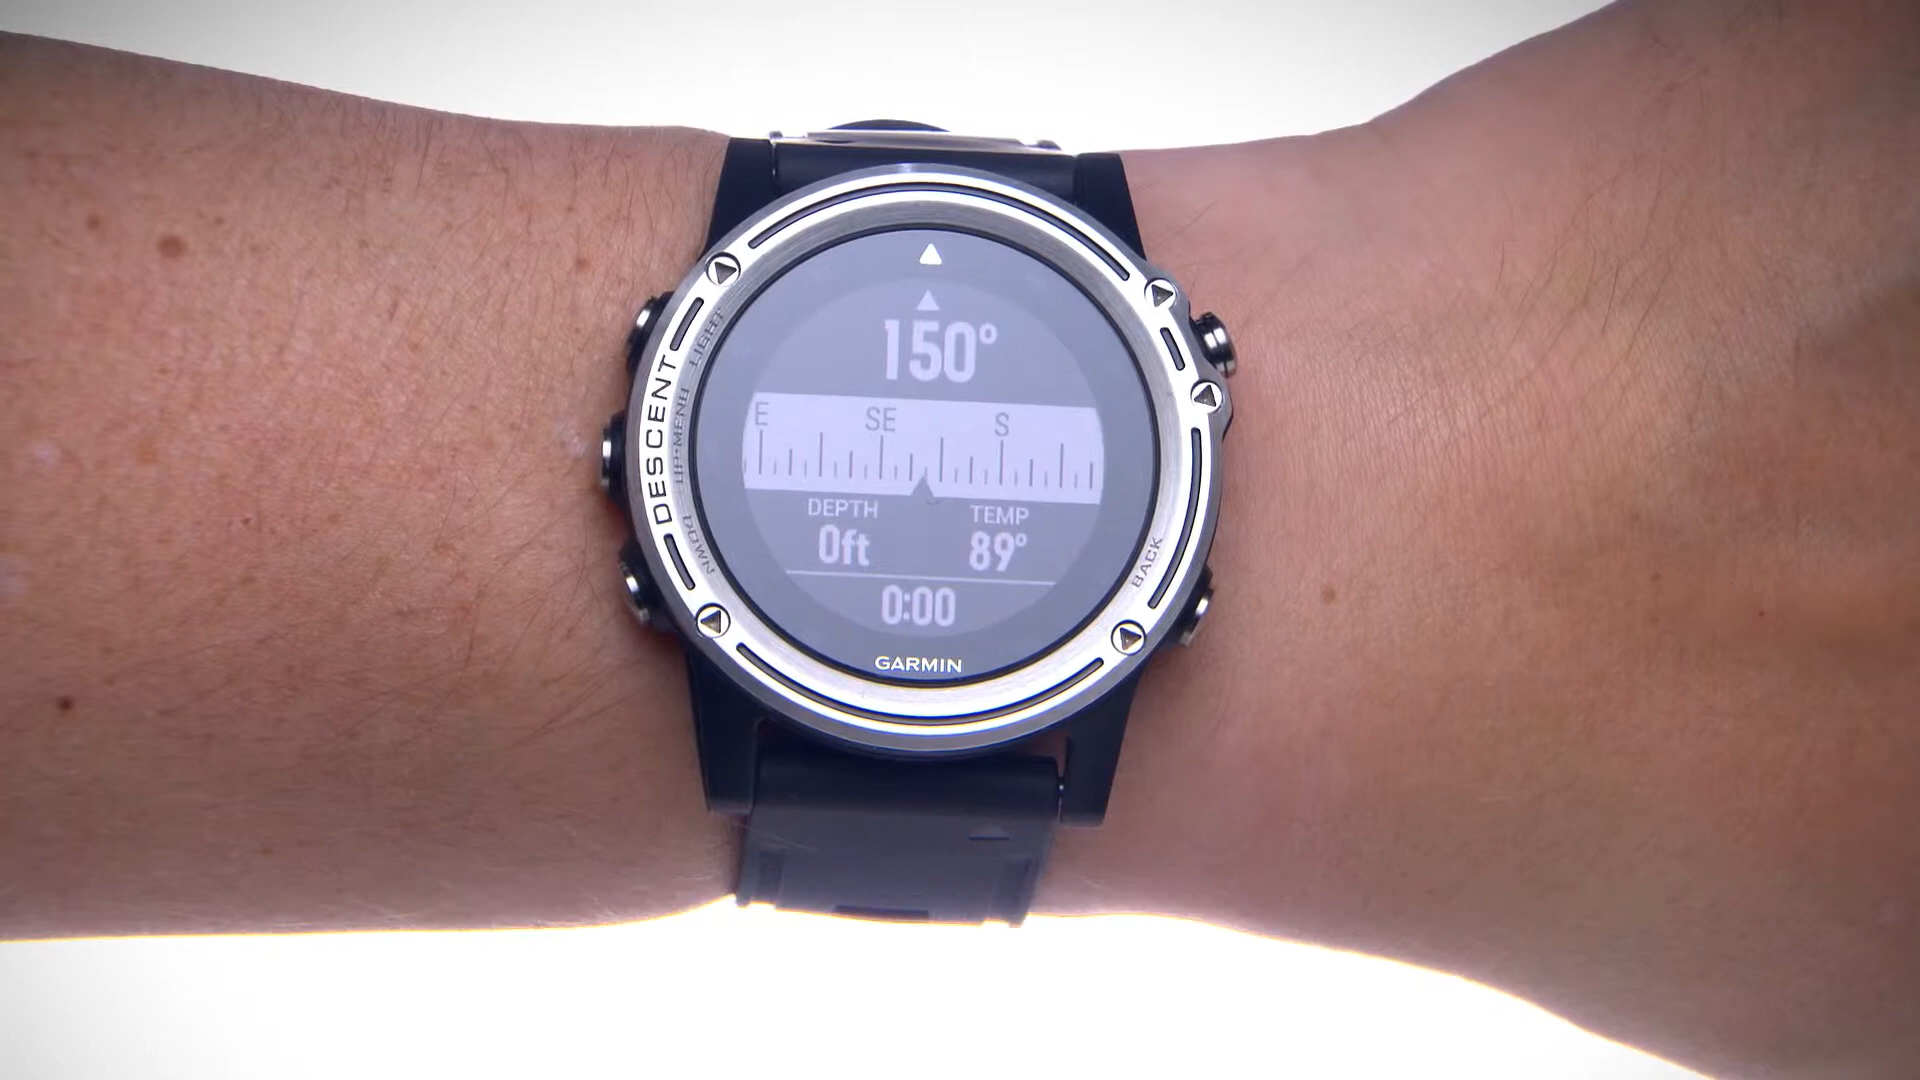 150°
E SE S
DEPTH TEMP
0ft 89°
0:00
GARMIN
LIGHT
UP·MENU
DESCENT
DOWN
BACK